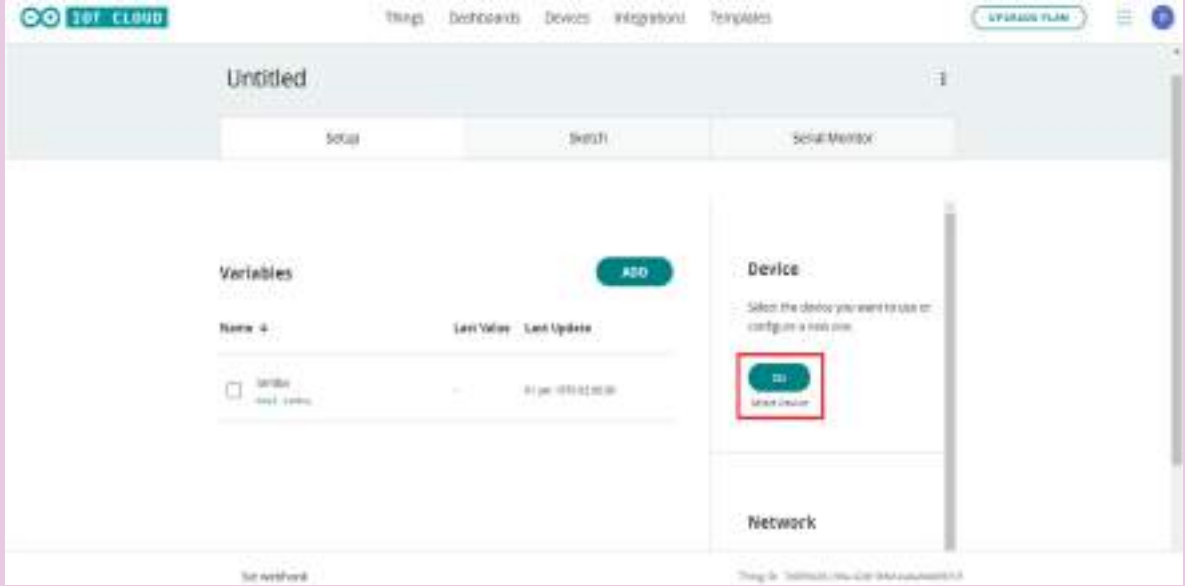 IOT CLOUD
Things Dashboards Devices Integrations Templates
UPGRADE PLAN
Untitled
Setup Sketch Serial Monitor
Variables
ADD
Device
Select the device you want to use or
configure a new one
Name ↓ Last Value Last Update
Select Device
Network
Set webhook
Thing ID: